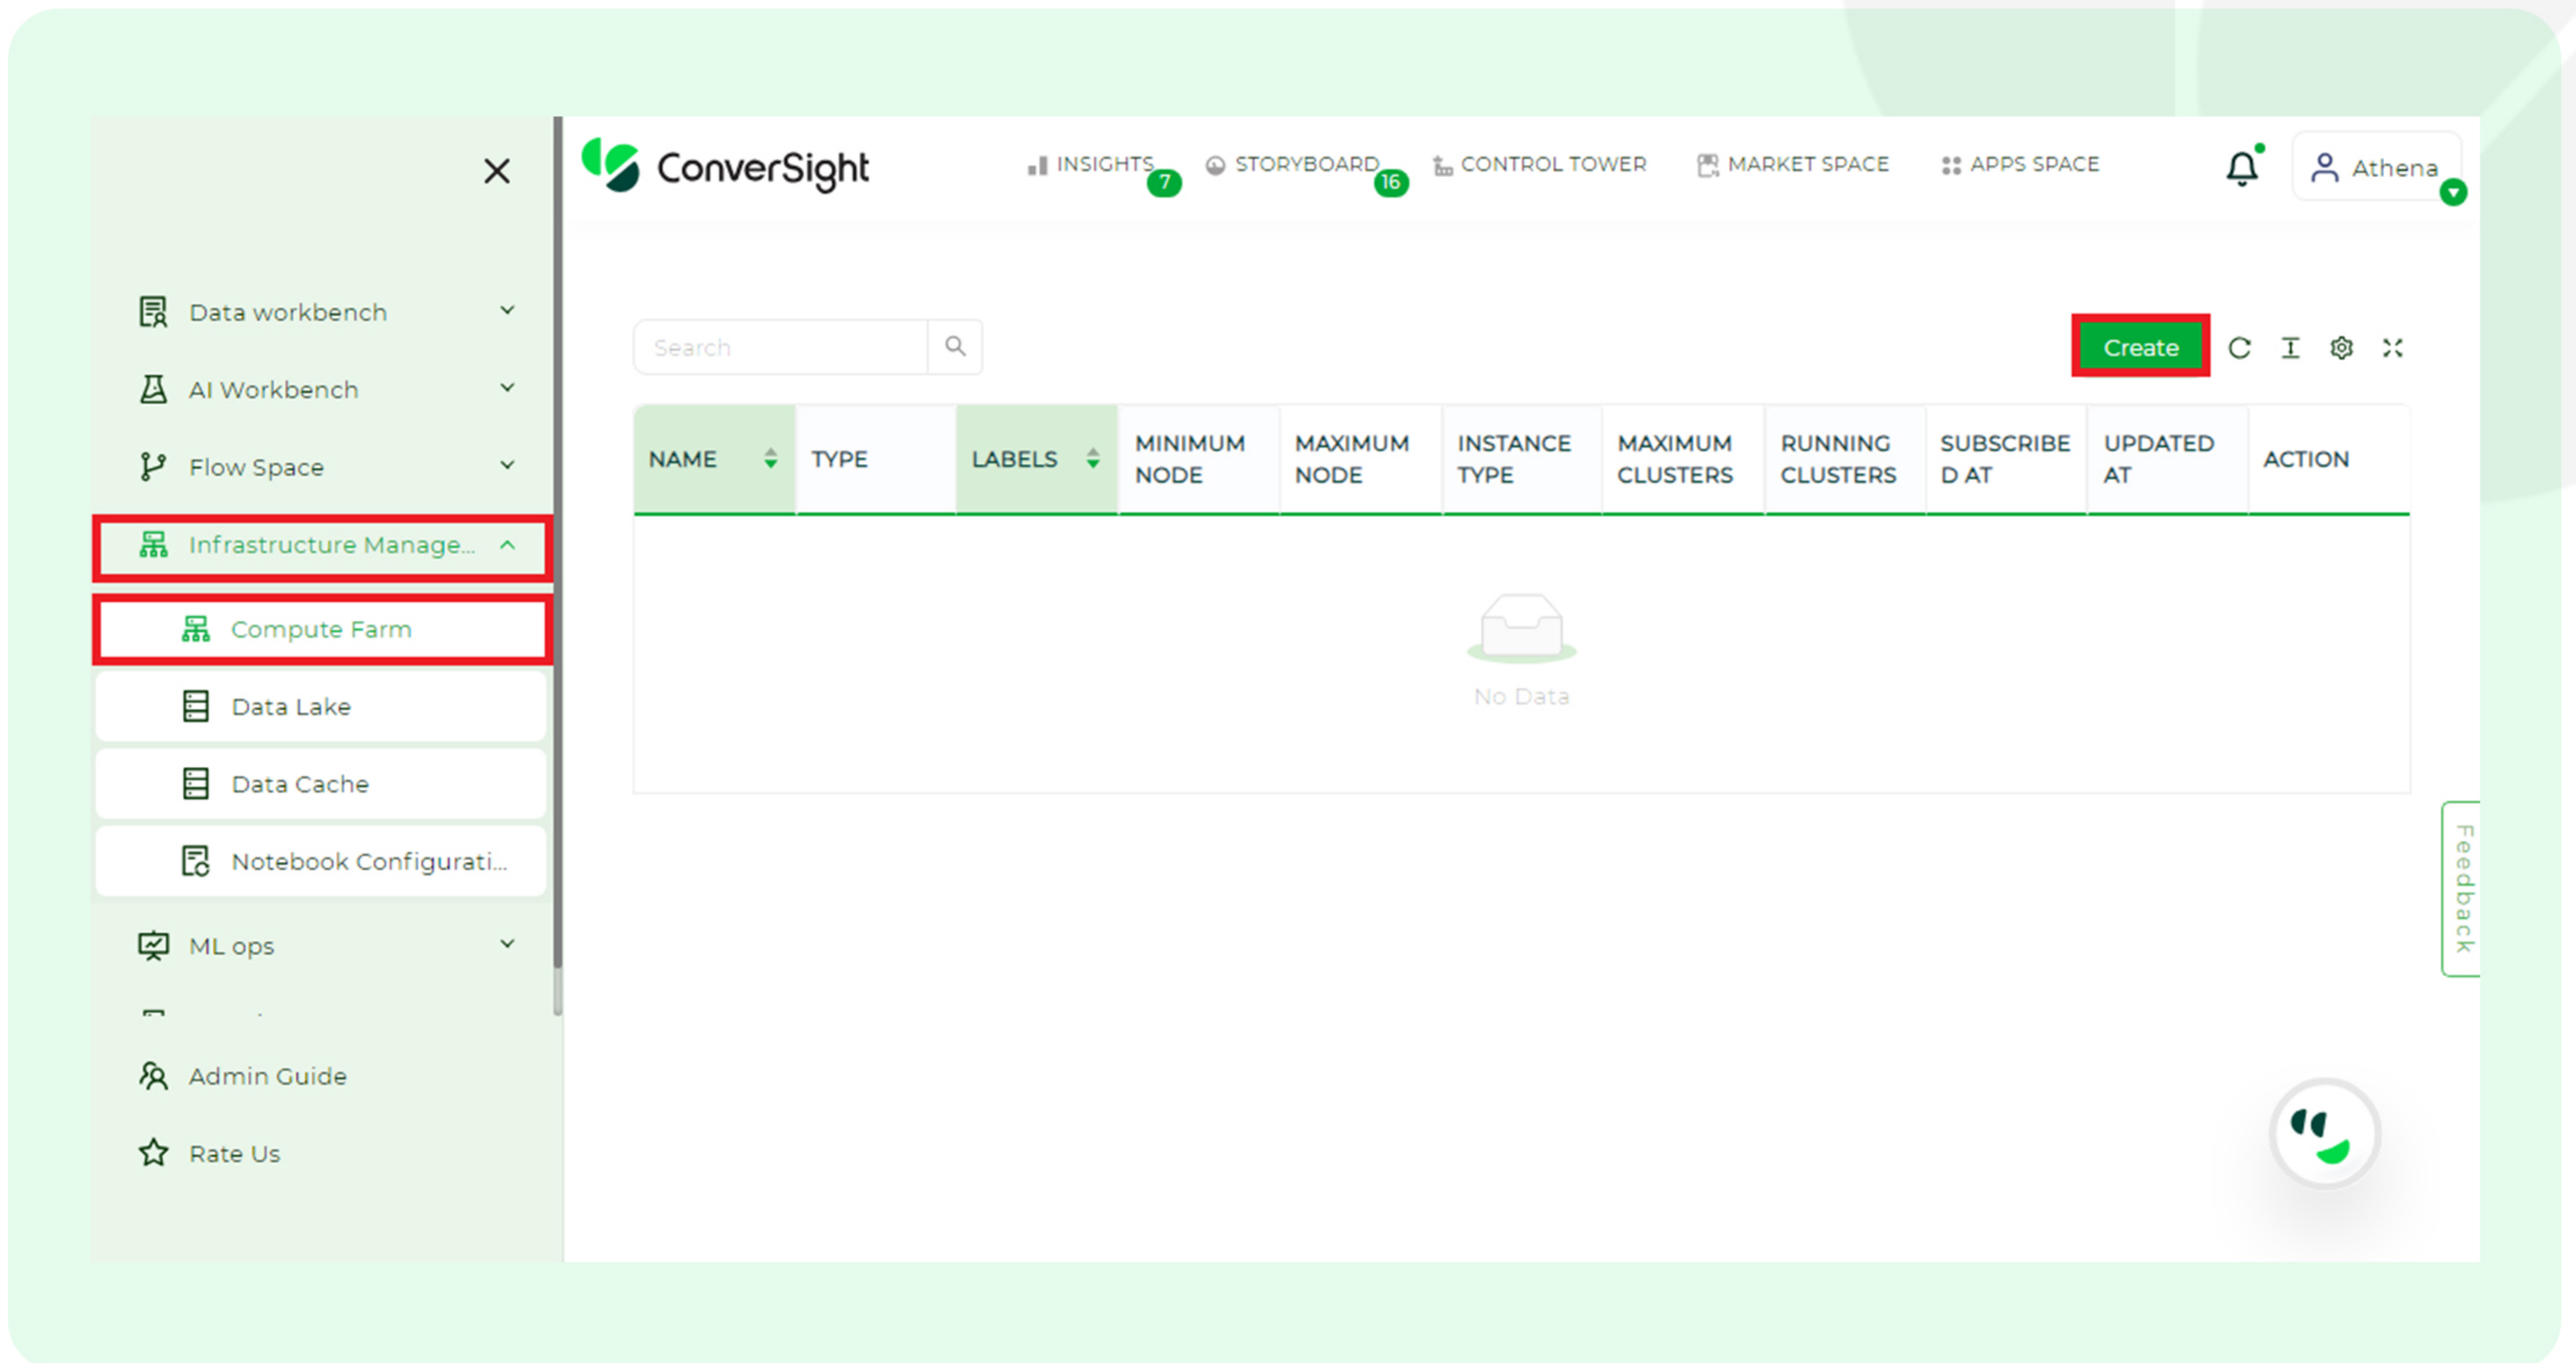 ConverSight
INSIGHTS
7
STORYBOARD
16
CONTROL TOWER
MARKET SPACE
APPS SPACE
Athena
Data workbench
AI Workbench
Flow Space
Infrastructure Manage...
Compute Farm
Data Lake
Data Cache
Notebook Configurati...
ML ops
Admin Guide
Rate Us
Search
Create
NAME
TYPE
LABELS
MINIMUM
NODE
MAXIMUM
NODE
INSTANCE
TYPE
MAXIMUM
CLUSTERS
RUNNING
CLUSTERS
SUBSCRIBE
D AT
UPDATED
AT
ACTION
No Data
Feedback